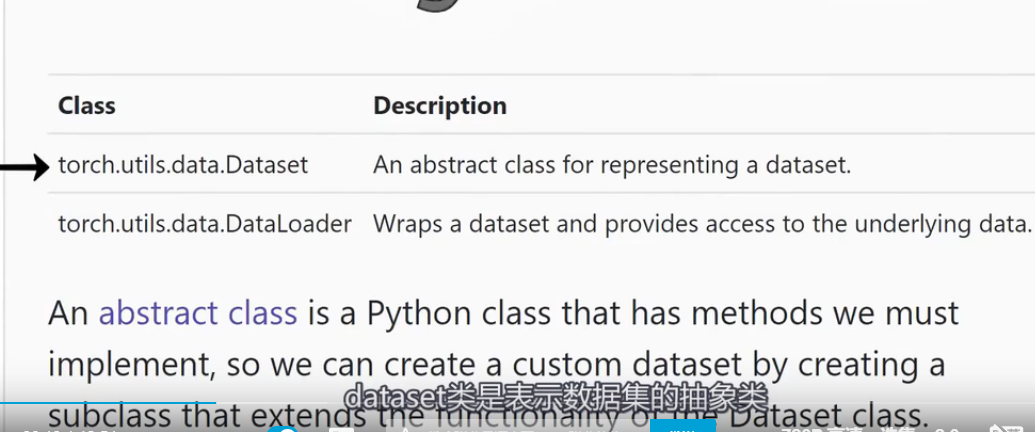 Class Description
torch.utils.data.Dataset An abstract class for representing a dataset.
torch.utils.data.DataLoader Wraps a dataset and provides access to the underlying data.
An abstract class is a Python class that has methods we must
implement, so we can create a custom dataset by creating a
dataset类是表示数据集的抽象类
subclass that extends the functionality of the Dataset class.